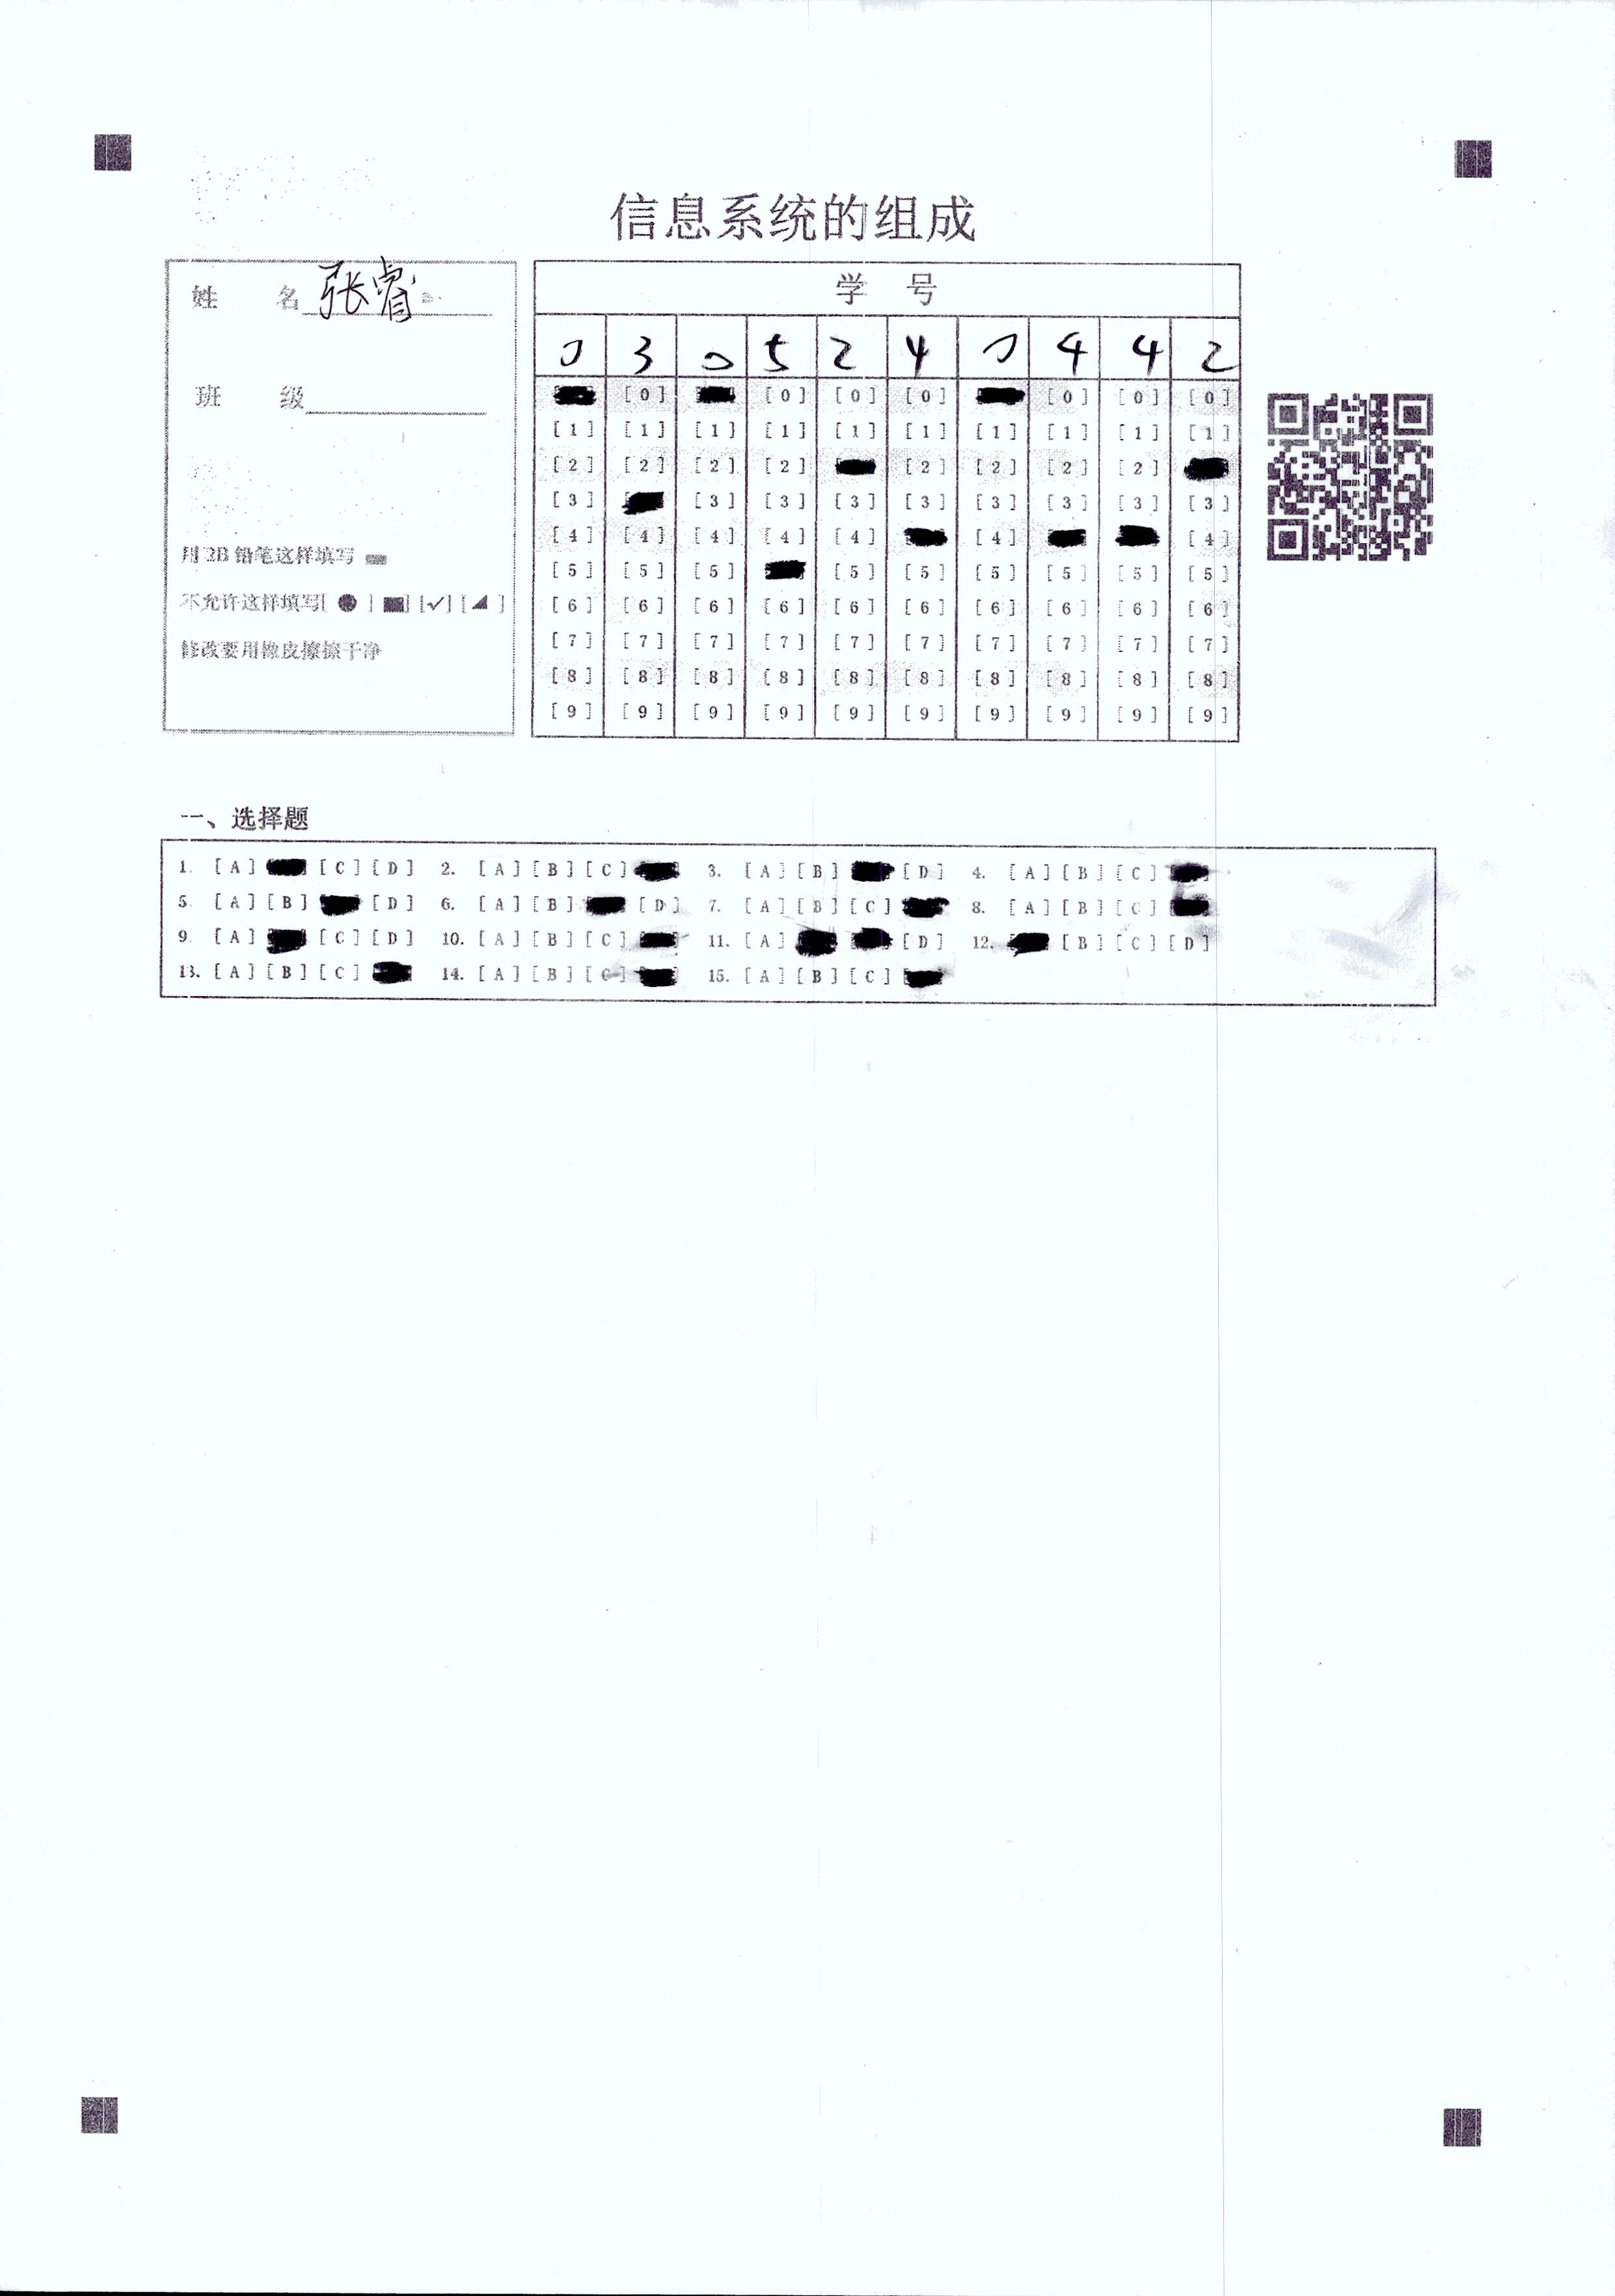 信息系统的组成
姓 名 张睿
班 级
用 2B 铅笔这样填写
不允许这样填写[ ● ] [■] [✓] [◢ ]
修改要用橡皮擦擦干净
学 号
0 3 0 5 2 4 0 4 4 2
[0] [0] [0] [0] [0] [0] [0]
[1] [1] [1] [1] [1] [1] [1] [1] [1] [1]
[2] [2] [2] [2] [2] [2] [2] [2]
[3] [3] [3] [3] [3] [3] [3] [3] [3]
[4] [4] [4] [4] [4] [4] [4]
[5] [5] [5] [5] [5] [5] [5] [5] [5]
[6] [6] [6] [6] [6] [6] [6] [6] [6] [6]
[7] [7] [7] [7] [7] [7] [7] [7] [7] [7]
[8] [8] [8] [8] [8] [8] [8] [8] [8] [8]
[9] [9] [9] [9] [9] [9] [9] [9] [9] [9]
一、选择题
1. [A] [C] [D] 2. [A] [B] [C] 3. [A] [B] [D] 4. [A] [B] [C]
5. [A] [B] [D] 6. [A] [B] [D] 7. [A] [B] [C] 8. [A] [B] [C]
9. [A] [C] [D] 10. [A] [B] [C] 11. [A] [D] 12. [B] [C] [D]
13. [A] [B] [C] 14. [A] [B] [C] 15. [A] [B] [C]